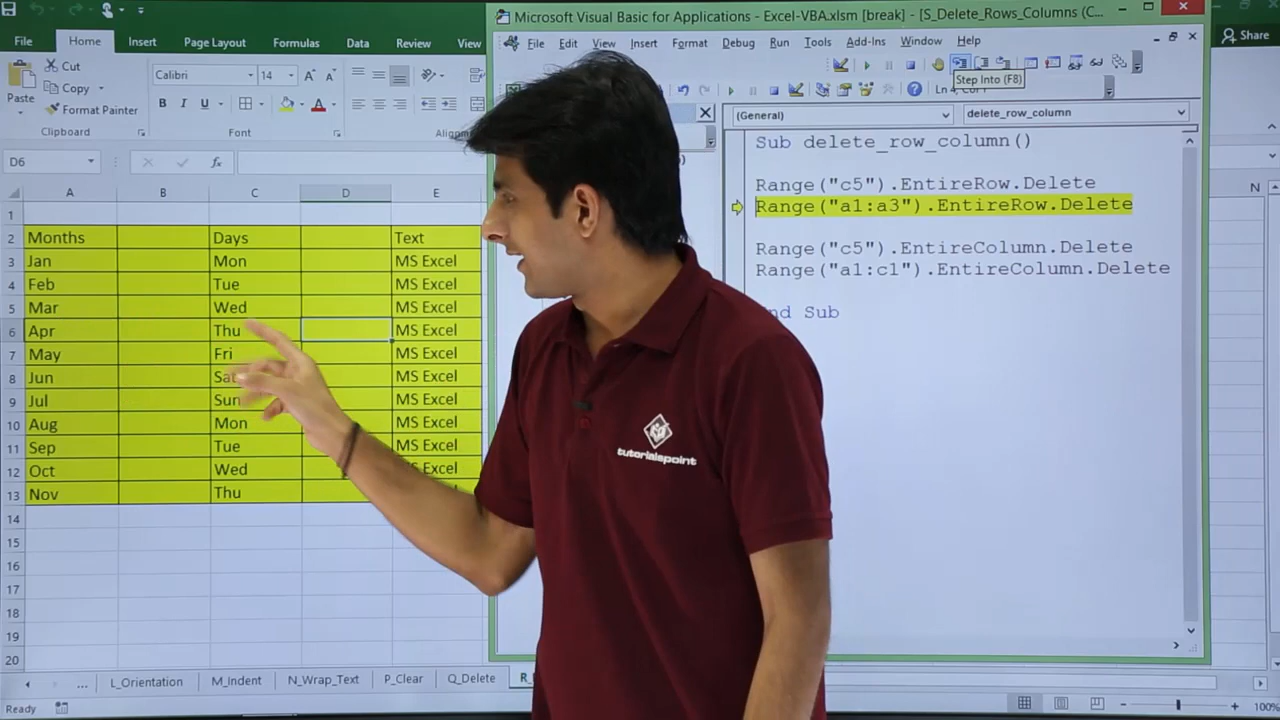 Microsoft Visual Basic for Applications - Excel-VBA.xlsm [break] - [S_Delete_Rows_Columns (C...
File Home Insert Page Layout Formulas Data Review View
Share
File Edit View Insert Format Debug Run Tools Add-Ins Window Help
Cut
Copy
Format Painter
Paste
Clipboard
Calibri 14
B I U
Font
Step Into (F8)
(General) delete_row_column
D6 fx
A B C D E N
1
2 Months Days Text
3 Jan Mon MS Excel
4 Feb Tue MS Excel
5 Mar Wed MS Excel
6 Apr Thu MS Excel
7 May Fri MS Excel
8 Jun Sat MS Excel
9 Jul Sun MS Excel
10 Aug Mon MS Excel
11 Sep Tue MS Excel
12 Oct Wed MS Excel
13 Nov Thu
14
15
16
17
18
19
20
Sub delete_row_column()
Range("c5").EntireRow.Delete
Range("a1:a3").EntireRow.Delete
Range("c5").EntireColumn.Delete
Range("a1:c1").EntireColumn.Delete
End Sub
tutorialspoint
... L_Orientation M_Indent N_Wrap_Text P_Clear Q_Delete
Ready
100%